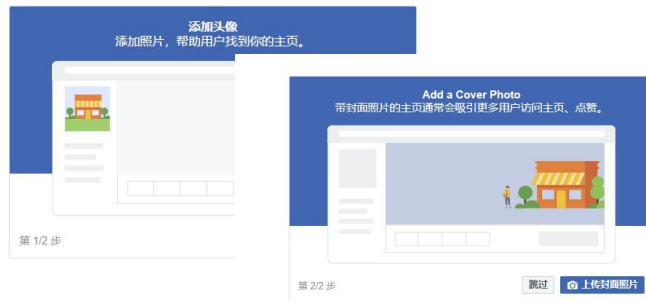 添加头像
添加照片，帮助用户找到你的主页。
第 1/2 步
Add a Cover Photo
带封面照片的主页通常会吸引更多用户访问主页、点赞。
第 2/2 步
跳过
上传封面照片